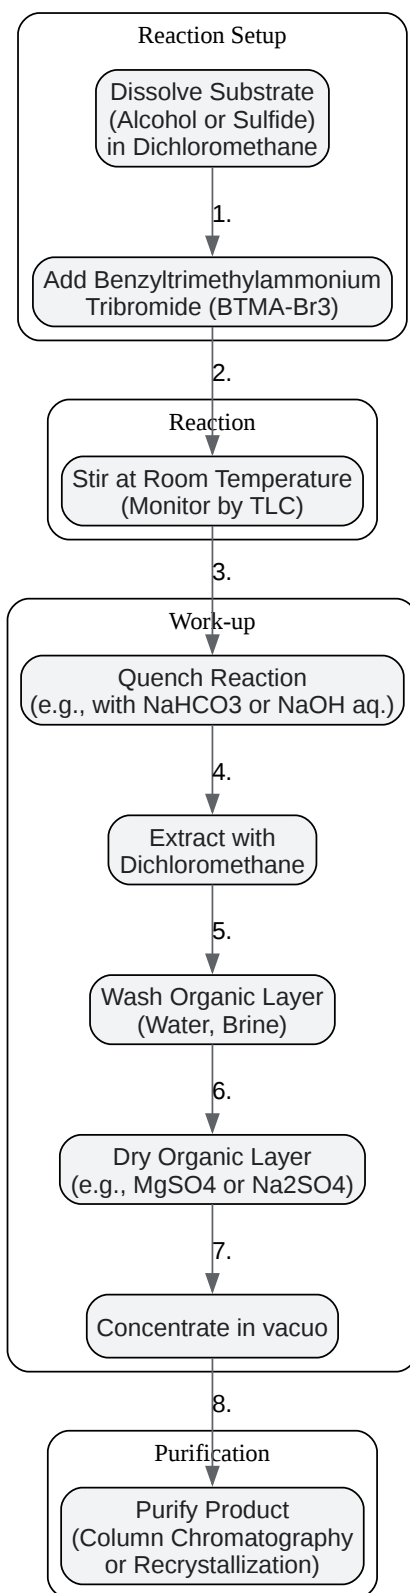 Reaction Setup
Dissolve Substrate
(Alcohol or Sulfide)
in Dichloromethane
1.
Add Benzyltrimethylammonium
Tribromide (BTMA-Br3)
2.
Reaction
Stir at Room Temperature
(Monitor by TLC)
3.
Work-up
Quench Reaction
(e.g., with NaHCO3 or NaOH aq.)
4.
Extract with
Dichloromethane
5.
Wash Organic Layer
(Water, Brine)
6.
Dry Organic Layer
(e.g., MgSO4 or Na2SO4)
7.
Concentrate in vacuo
8.
Purification
Purify Product
(Column Chromatography
or Recrystallization)